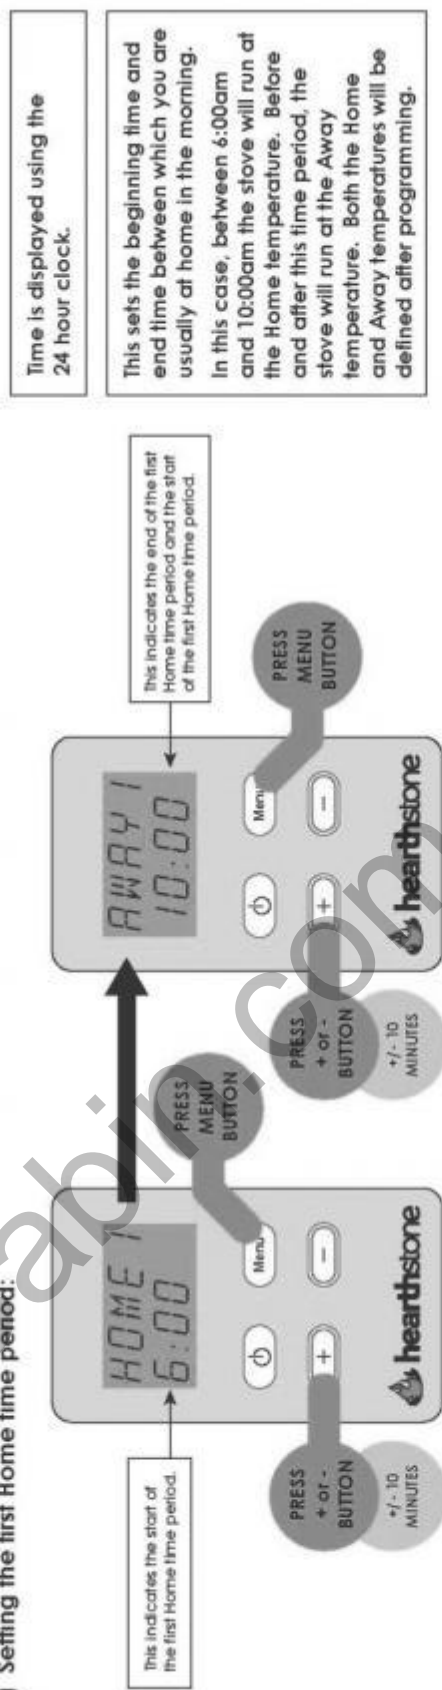 Setting the first Home time period:
This indicates the start of
the first Home time period.
HOME 1
6:00
Menu
+
−
hearthstone
PRESS
+ or -
BUTTON
+/- 10
MINUTES
PRESS
MENU
BUTTON
AWAY 1
10:00
Menu
+
−
hearthstone
PRESS
+ or -
BUTTON
+/- 10
MINUTES
PRESS
MENU
BUTTON
This indicates the end of the first
Home time period and the start
of the first Home time period.
Time is displayed using the
24 hour clock.
This sets the beginning time and
end time between which you are
usually at home in the morning.
In this case, between 6:00am
and 10:00am the stove will run at
the Home temperature. Before
and after this time period, the
stove will run at the Away
temperature. Both the Home
and Away temperatures will be
defined after programming.
abin.co